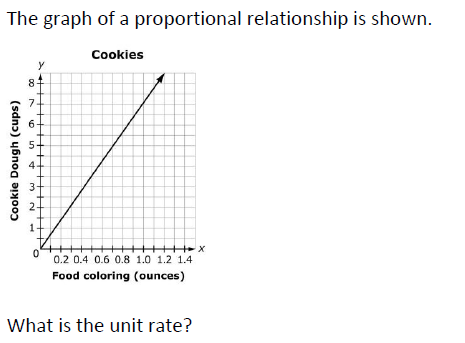 The graph of a proportional relationship is shown.
Cookies
y
8
7
6
5
4
3
2
1
0
Cookie Dough (cups)
0.2 0.4 0.6 0.8 1.0 1.2 1.4
x
Food coloring (ounces)
What is the unit rate?